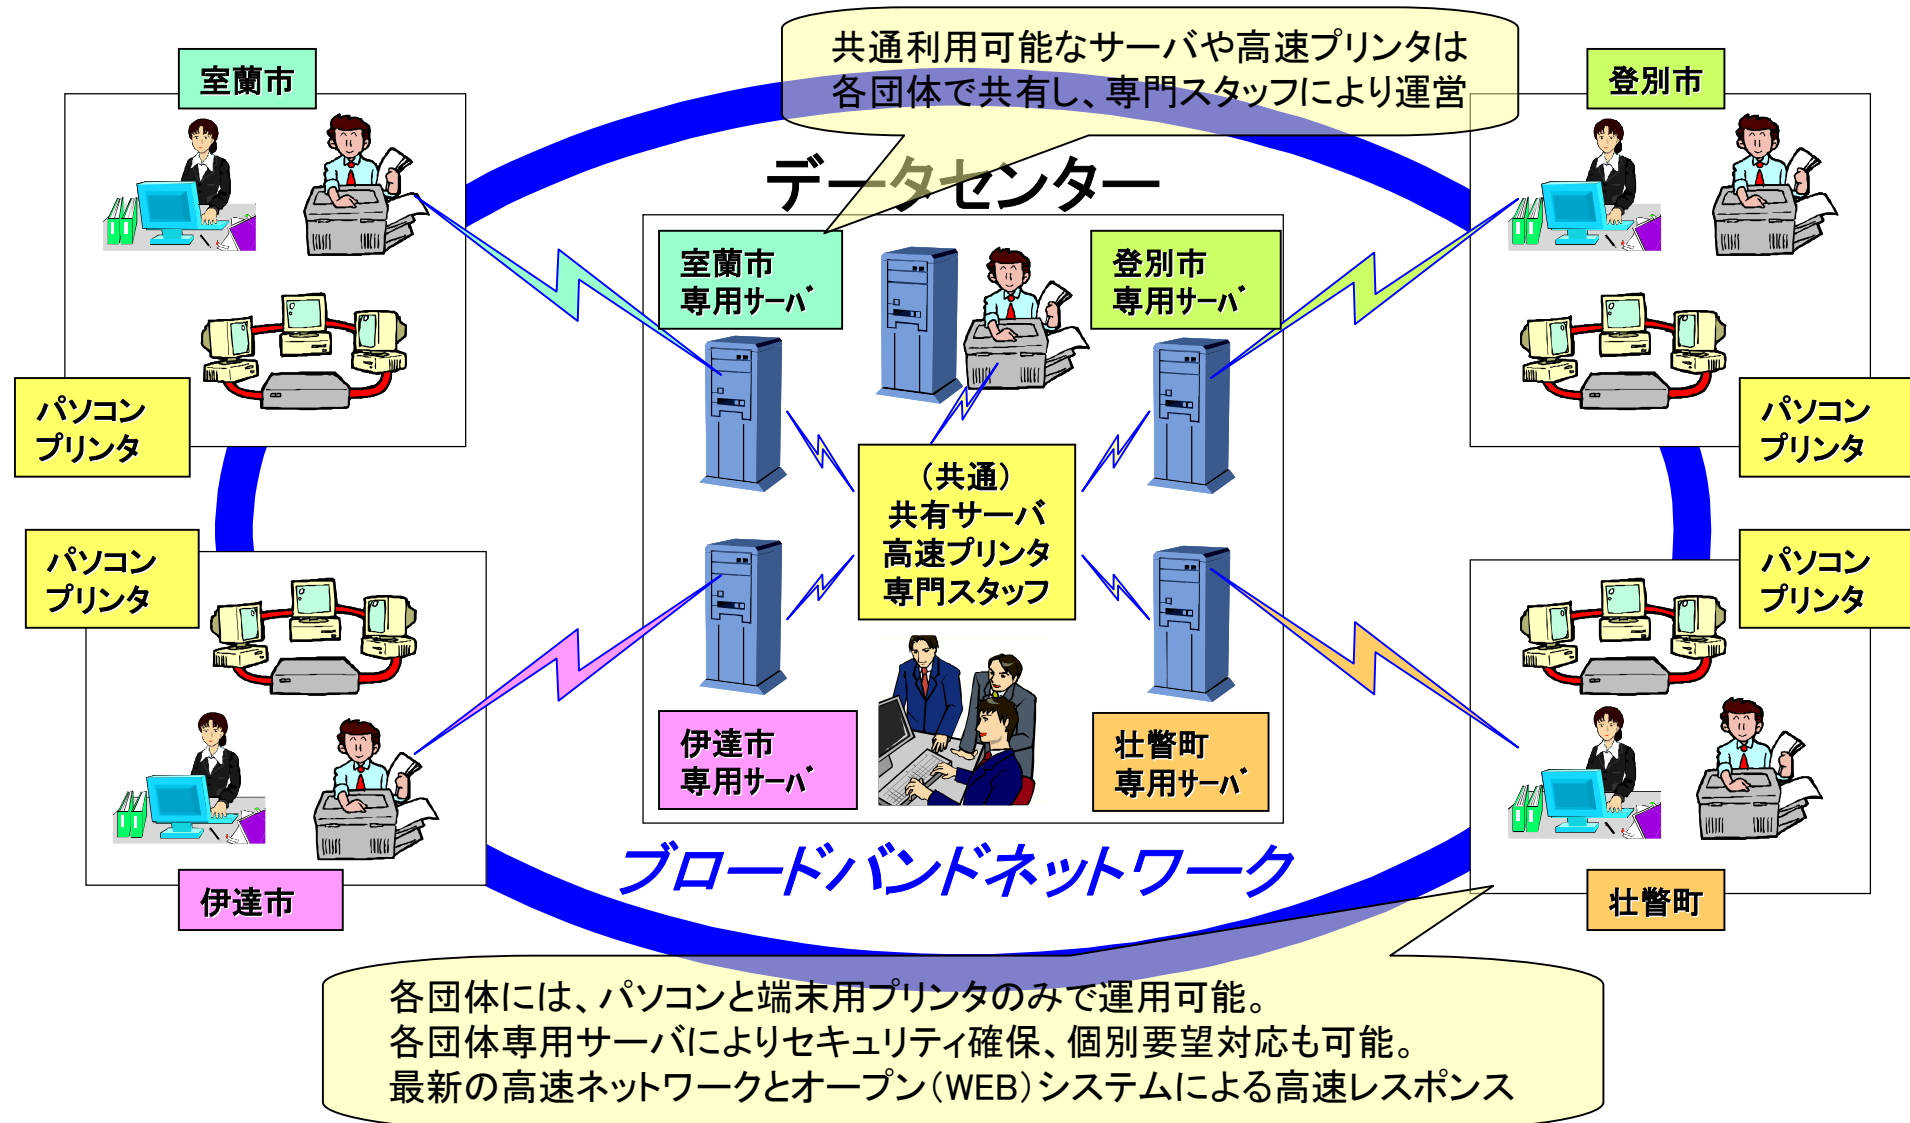 共通利用可能なサーバや高速プリンタは
各団体で共有し、専門スタッフにより運営
室蘭市
登別市
データセンター
室蘭市
専用サーバ
登別市
専用サーバ
パソコン
プリンタ
パソコン
プリンタ
(共通)
共有サーバ
高速プリンタ
専門スタッフ
パソコン
プリンタ
パソコン
プリンタ
伊達市
専用サーバ
壮瞥町
専用サーバ
ブロードバンドネットワーク
伊達市
壮瞥町
各団体には、パソコンと端末用プリンタのみで運用可能。
各団体専用サーバによりセキュリティ確保、個別要望対応も可能。
最新の高速ネットワークとオープン(WEB)システムによる高速レスポンス